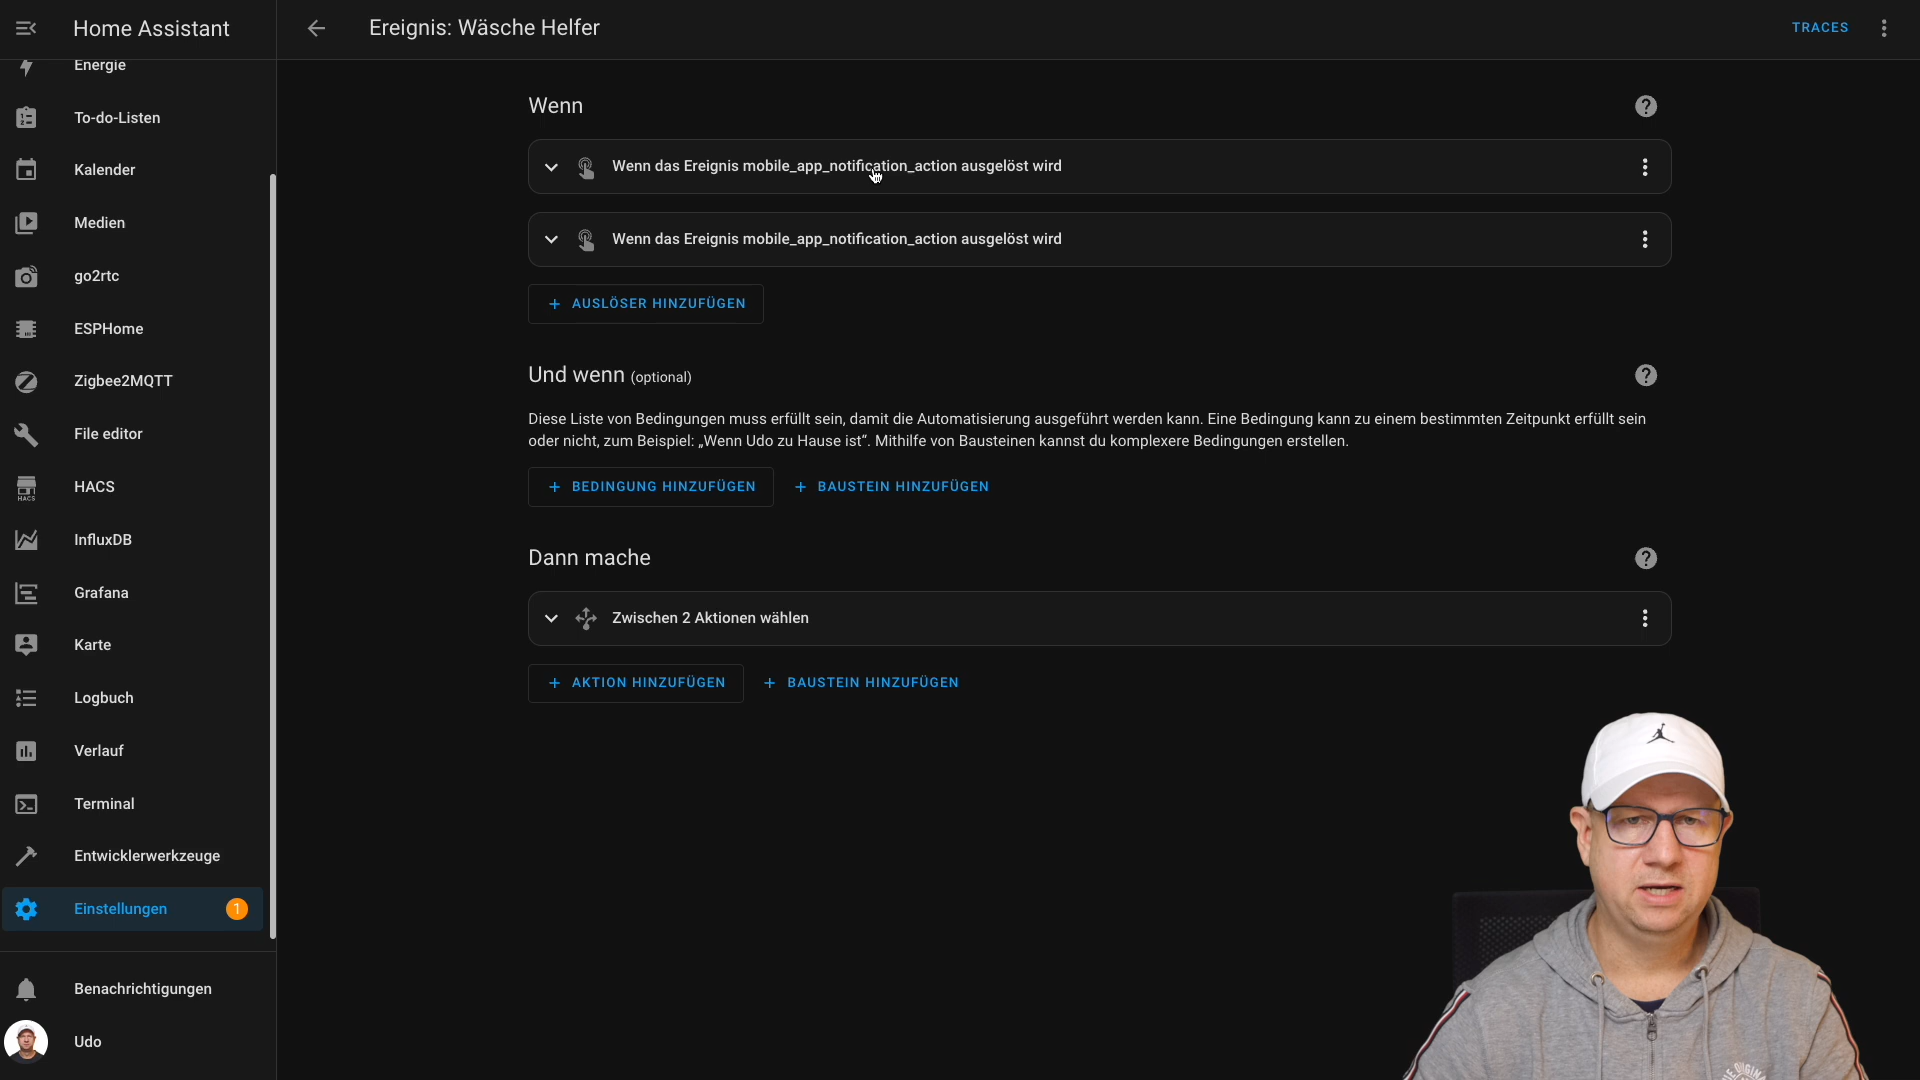 Home Assistant
Ereignis: Wäsche Helfer
TRACES
Energie
To-do-Listen
Kalender
Medien
go2rtc
ESPHome
Zigbee2MQTT
File editor
HACS
HACS
InfluxDB
Grafana
Karte
Logbuch
Verlauf
Terminal
Entwicklerwerkzeuge
Einstellungen 1
Benachrichtigungen
Udo
Wenn
Wenn das Ereignis mobile_app_notification_action ausgelöst wird
Wenn das Ereignis mobile_app_notification_action ausgelöst wird
+ AUSLÖSER HINZUFÜGEN
Und wenn (optional)
Diese Liste von Bedingungen muss erfüllt sein, damit die Automatisierung ausgeführt werden kann. Eine Bedingung kann zu einem bestimmten Zeitpunkt erfüllt sein
oder nicht, zum Beispiel: „Wenn Udo zu Hause ist“. Mithilfe von Bausteinen kannst du komplexere Bedingungen erstellen.
+ BEDINGUNG HINZUFÜGEN + BAUSTEIN HINZUFÜGEN
Dann mache
Zwischen 2 Aktionen wählen
+ AKTION HINZUFÜGEN + BAUSTEIN HINZUFÜGEN